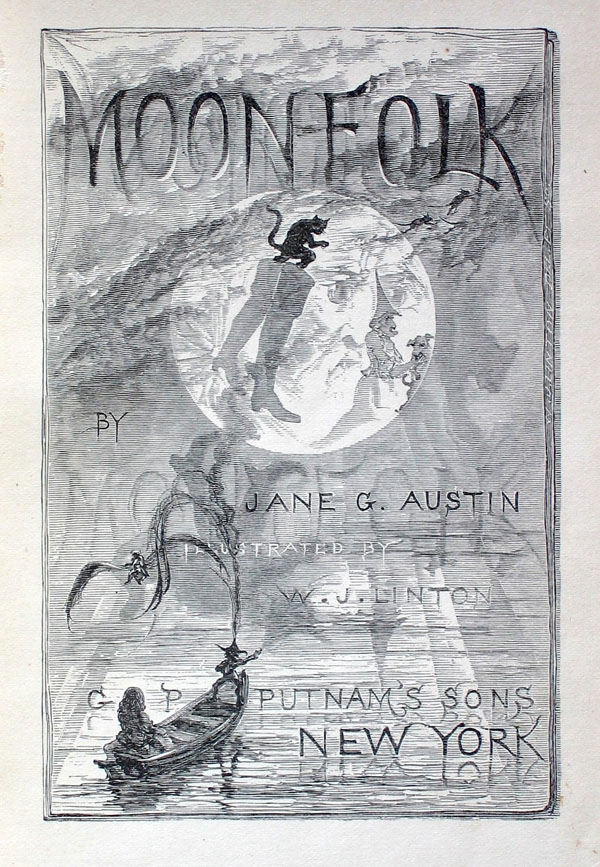 MOONFOLK
BY
JANE G. AUSTIN
ILLUSTRATED BY
W. J. LINTON
G P PUTNAM'S SONS
NEW YORK